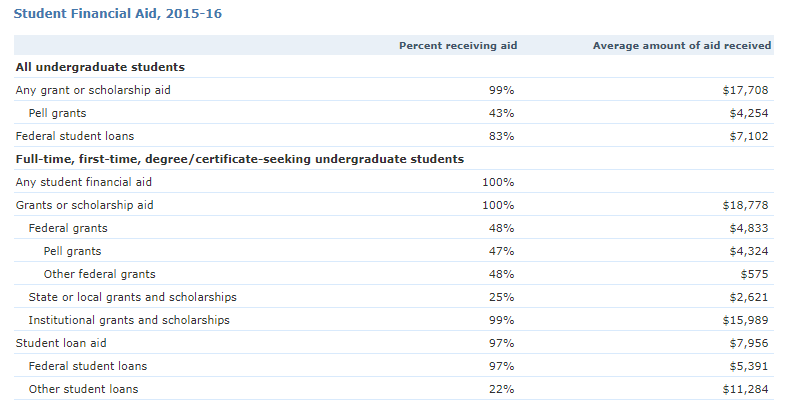 Student Financial Aid, 2015-16
Percent receiving aid Average amount of aid received
All undergraduate students
Any grant or scholarship aid 99% $17,708
Pell grants 43% $4,254
Federal student loans 83% $7,102
Full-time, first-time, degree/certificate-seeking undergraduate students
Any student financial aid 100%
Grants or scholarship aid 100% $18,778
Federal grants 48% $4,833
Pell grants 47% $4,324
Other federal grants 48% $575
State or local grants and scholarships 25% $2,621
Institutional grants and scholarships 99% $15,989
Student loan aid 97% $7,956
Federal student loans 97% $5,391
Other student loans 22% $11,284